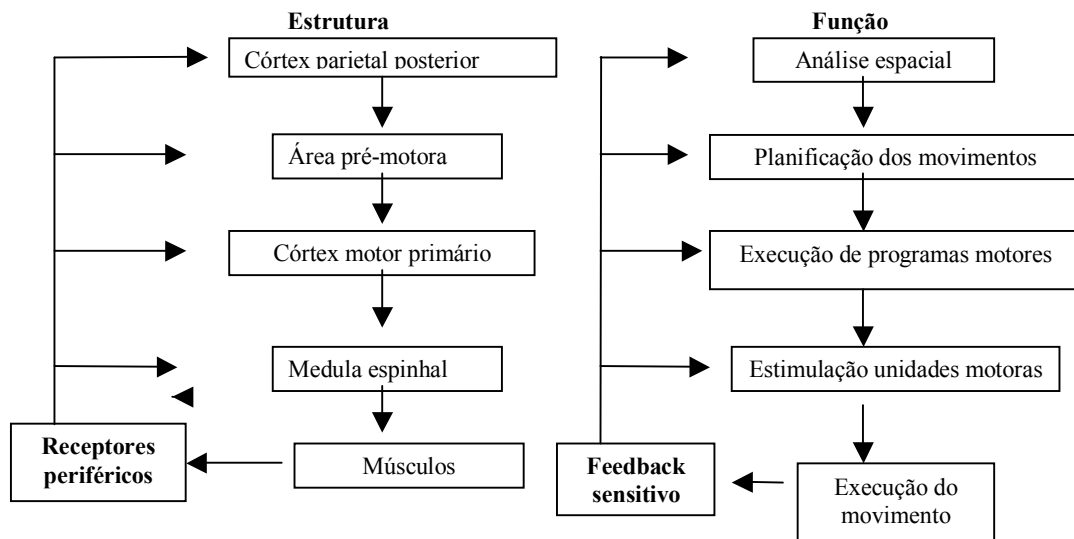 Estrutura
Córtex parietal posterior
Área pré-motora
Córtex motor primário
Medula espinhal
Músculos
Receptores
periféricos
Função
Análise espacial
Planificação dos movimentos
Execução de programas motores
Estimulação unidades motoras
Execução do
movimento
Feedback
sensitivo